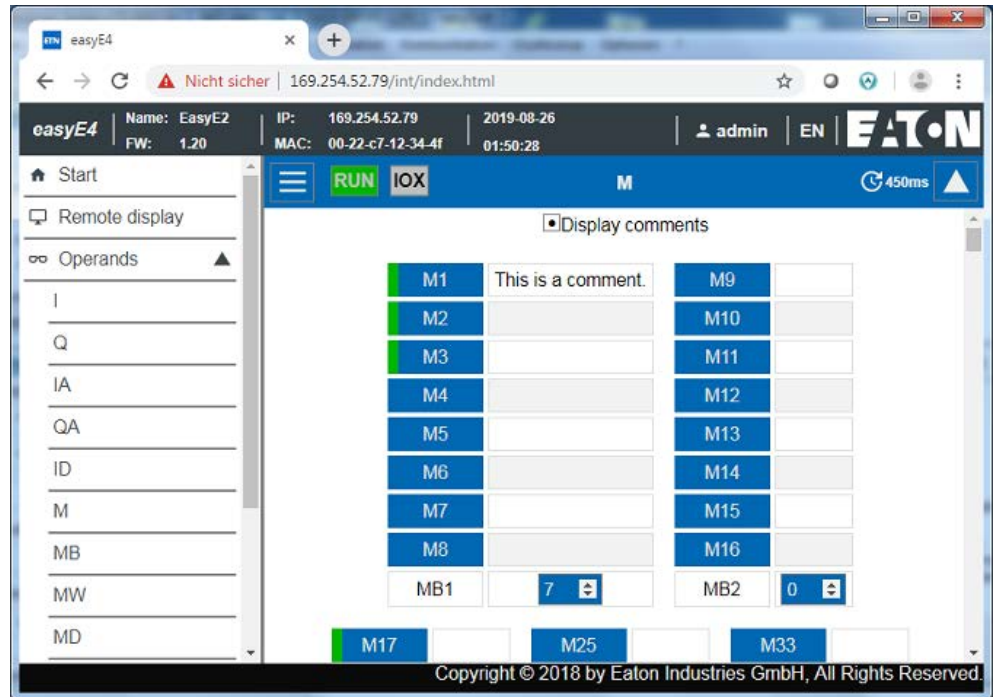 easyE4
Nicht sicher | 169.254.52.79/int/index.html
easyE4
Name: EasyE2
FW: 1.20
IP: 169.254.52.79
MAC: 00-22-c7-12-34-4f
2019-08-26
01:50:28
admin
EN
EATON
Start
Remote display
Operands
I
Q
IA
QA
ID
M
MB
MW
MD
RUN IOX M 450ms
Display comments
M1 This is a comment. M9
M2 M10
M3 M11
M4 M12
M5 M13
M6 M14
M7 M15
M8 M16
MB1 7 MB2 0
M17 M25 M33
Copyright © 2018 by Eaton Industries GmbH, All Rights Reserved.